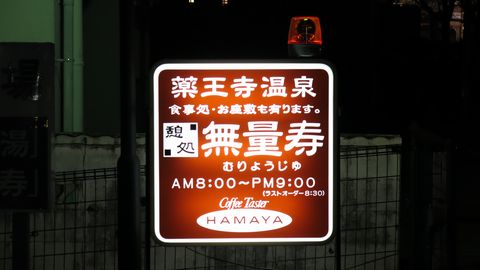 薬王寺温泉
食事処・お座敷も有ります。
憩処 無量寿
むりょうじゅ
AM8:00〜PM9:00
(ラストオーダー8:30)
Coffee Taster
HAMAYA